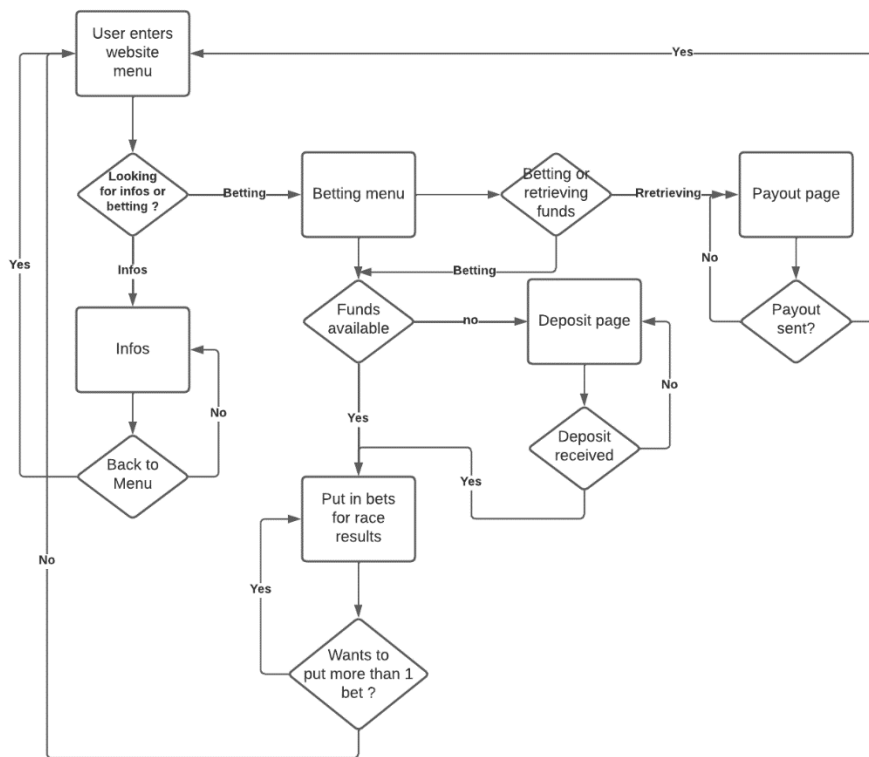 User enters
website
menu
Yes
Looking
for infos or
betting ?
Betting
Betting menu
Betting or
retrieving
funds
Rretrieving
Payout page
Yes
Infos
No
Betting
Funds
available
no
Deposit page
Payout
sent?
Infos
No
No
Yes
Back to
Menu
Deposit
received
Yes
Put in bets
for race
results
No
Yes
Wants to
put more than 1
bet ?